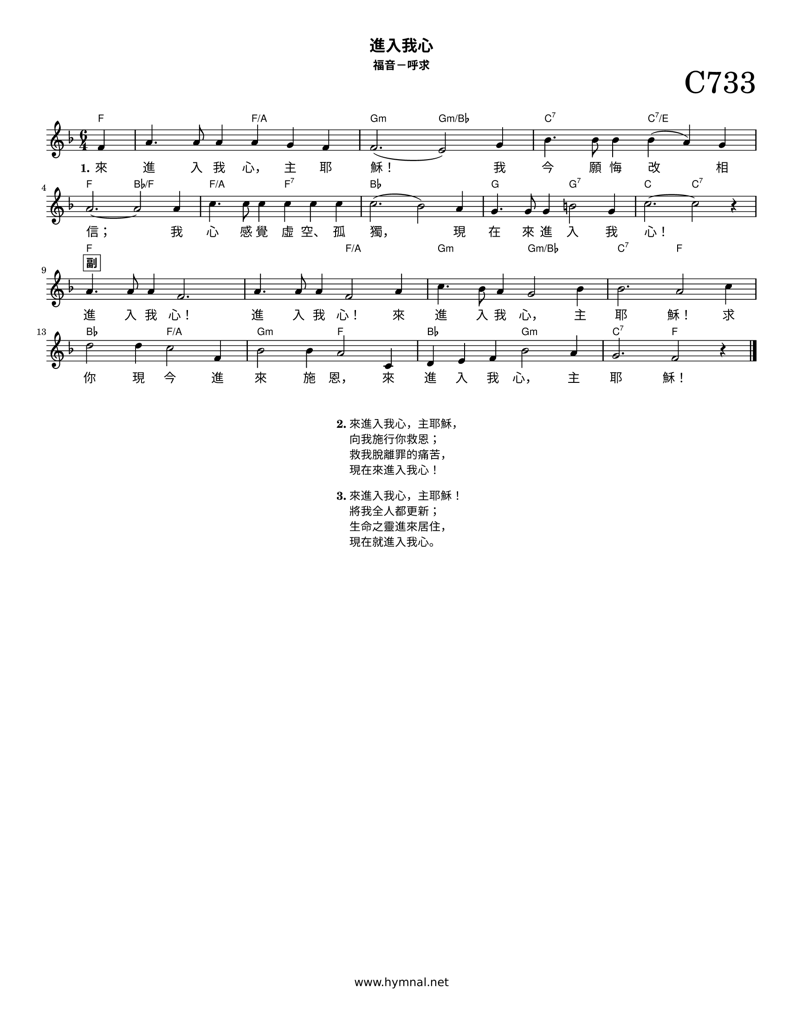 進入我心
福音－呼求
C733
F F/A Gm Gm/B♭ C7 C7/E
1. 來 進 入 我 心， 主 耶 穌！ 我 今 願 悔 改 相
4 F B♭/F F/A F7 B♭ G G7 C C7
信； 我 心 感 覺 虛 空、 孤 獨， 現 在 來 進 入 我 心！
F F/A Gm Gm/B♭ C7 F
副
9
進 入 我 心！ 進 入 我 心！ 來 進 入 我 心， 主 耶 穌！ 求
13 B♭ F/A Gm F B♭ Gm C7 F
你 現 今 進 來 施 恩， 來 進 入 我 心， 主 耶 穌！
2. 來進入我心，主耶穌，
向我施行你救恩；
救我脫離罪的痛苦，
現在來進入我心！
3. 來進入我心，主耶穌！
將我全人都更新；
生命之靈進來居住，
現在就進入我心。
www.hymnal.net